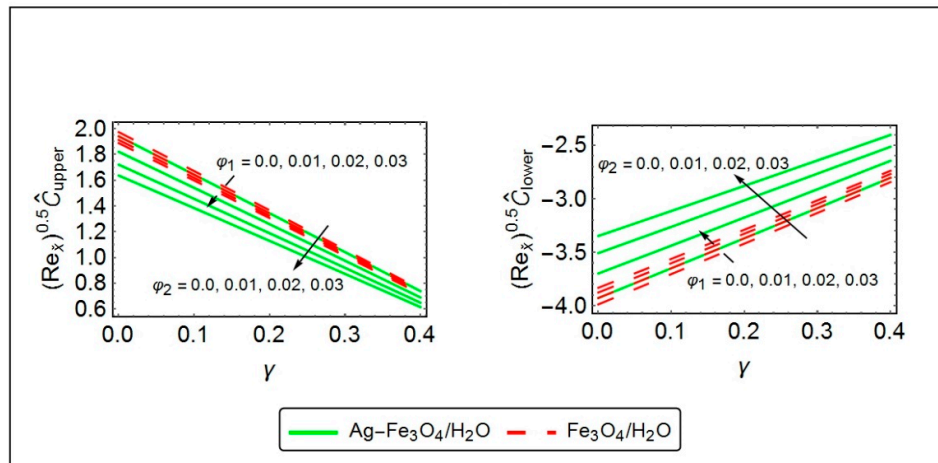 (Re_x̄)^0.5 Ĉ_upper
2.0
1.8
1.6
1.4
1.2
1.0
0.8
0.6
φ₁ = 0.0, 0.01, 0.02, 0.03
φ₂ = 0.0, 0.01, 0.02, 0.03
0.0 0.1 0.2 0.3 0.4
γ
(Re_x̄)^0.5 Ĉ_lower
−2.5
−3.0
−3.5
−4.0
φ₂ = 0.0, 0.01, 0.02, 0.03
φ₁ = 0.0, 0.01, 0.02, 0.03
0.0 0.1 0.2 0.3 0.4
γ
Ag−Fe₃O₄/H₂O Fe₃O₄/H₂O